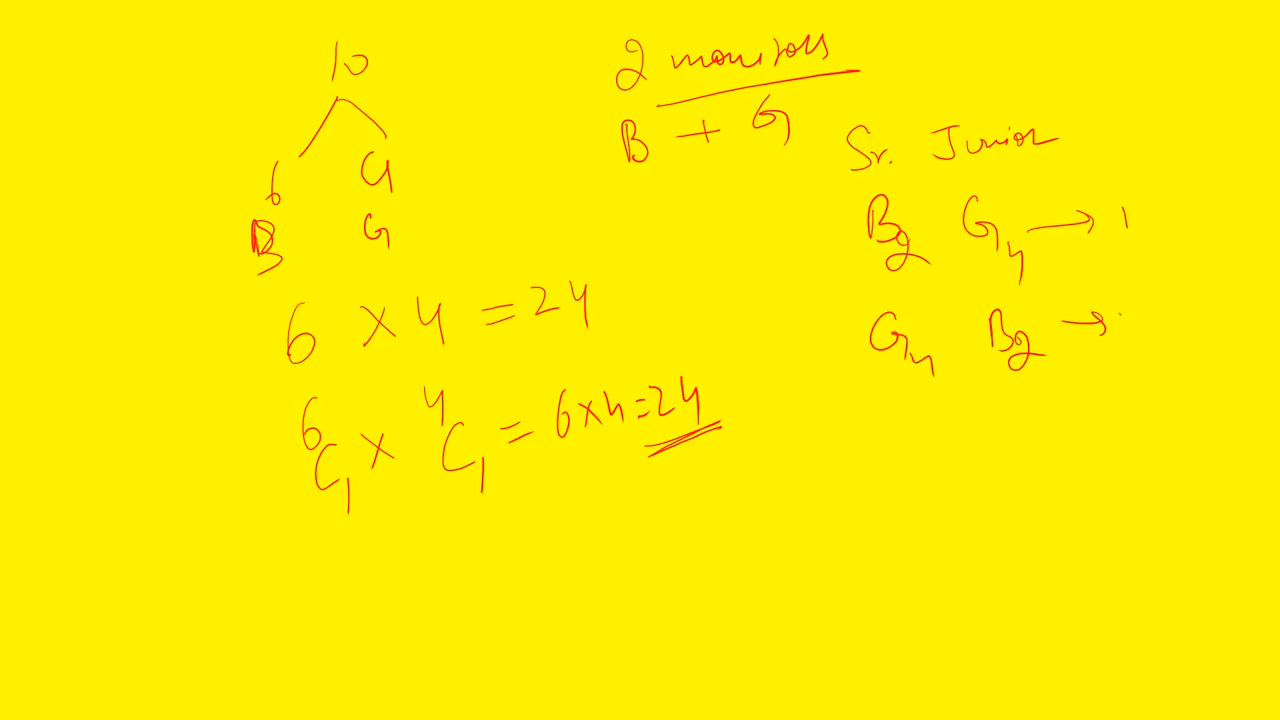 10
6 4
B G
2 monitors
B + G
Sr. Junior
B2 G4 → 1
G4 B2 →
6 × 4 = 24
6C1 × 4C1 = 6×4=24